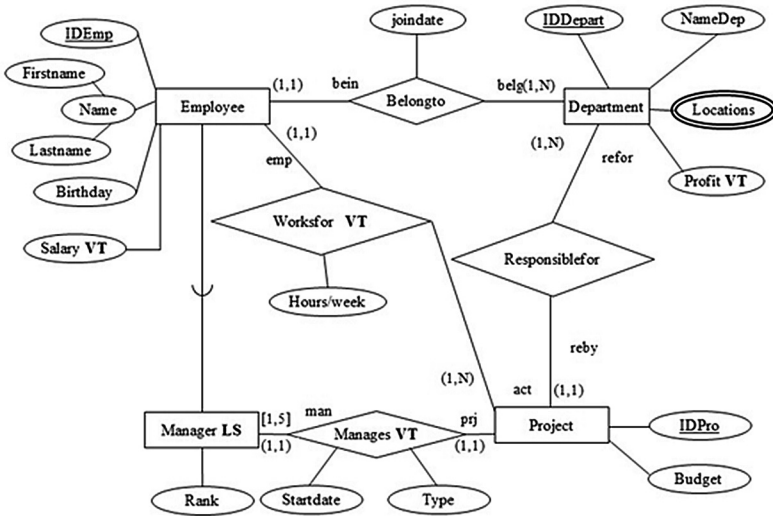 joindate
IDEmp
IDDepart
NameDep
Firstname
(1,1)
bein
belg(1,N)
Name
Employee
Belongto
Department
Locations
(1,1)
(1,N)
Lastname
emp
refor
Birthday
Profit VT
Worksfor VT
Salary VT
Responsiblefor
Hours/week
reby
(1,N)
act
(1,1)
[1,5]
man
prj
Manager LS
(1,1)
Manages VT
(1,1)
Project
IDPro
Rank
Startdate
Type
Budget